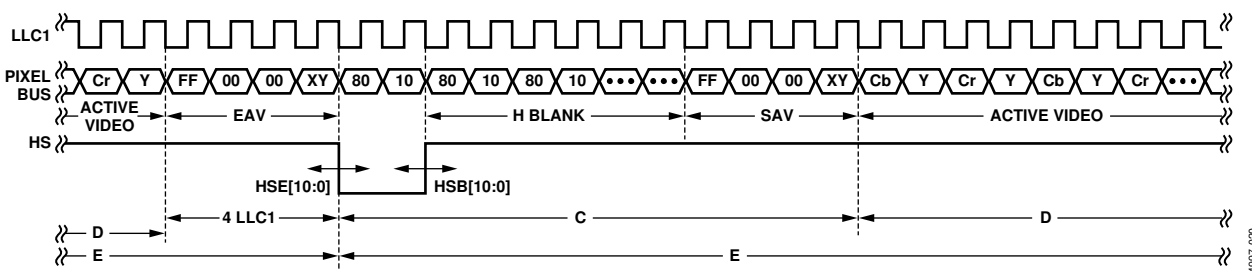 LLC1
PIXEL BUS Cr Y FF 00 00 XY 80 10 80 10 80 10 ••• ••• FF 00 00 XY Cb Y Cr Y Cb Y Cr •••
ACTIVE VIDEO EAV H BLANK SAV ACTIVE VIDEO
HS
HSE[10:0] HSB[10:0]
4 LLC1 C D
D
E E